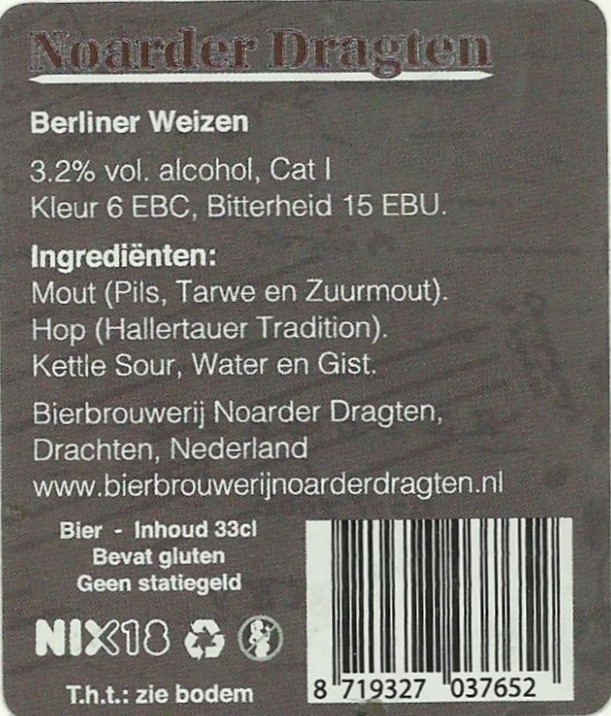 Noarder Dragten
Berliner Weizen
3.2% vol. alcohol, Cat I
Kleur 6 EBC, Bitterheid 15 EBU.
Ingrediënten:
Mout (Pils, Tarwe en Zuurmout).
Hop (Hallertauer Tradition).
Kettle Sour, Water en Gist.
Bierbrouwerij Noarder Dragten,
Drachten, Nederland
www.bierbrouwerijnoarderdragten.nl
Bier - Inhoud 33cl
Bevat gluten
Geen statiegeld
NIX18
T.h.t.: zie bodem
8 719327 037652